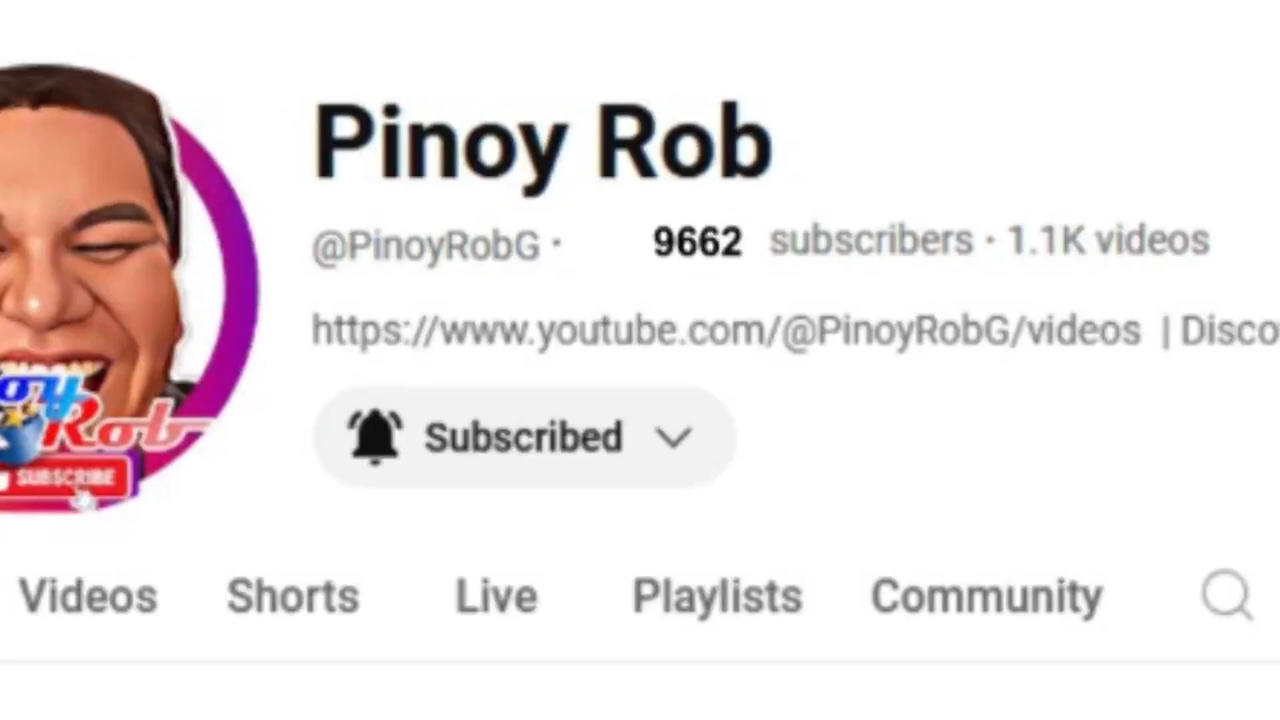 Pinoy Rob
@PinoyRobG · 9662 subscribers · 1.1K videos
https://www.youtube.com/@PinoyRobG/videos | Disco
Subscribed
oy
Rob
SUBSCRIBE
Videos Shorts Live Playlists Community